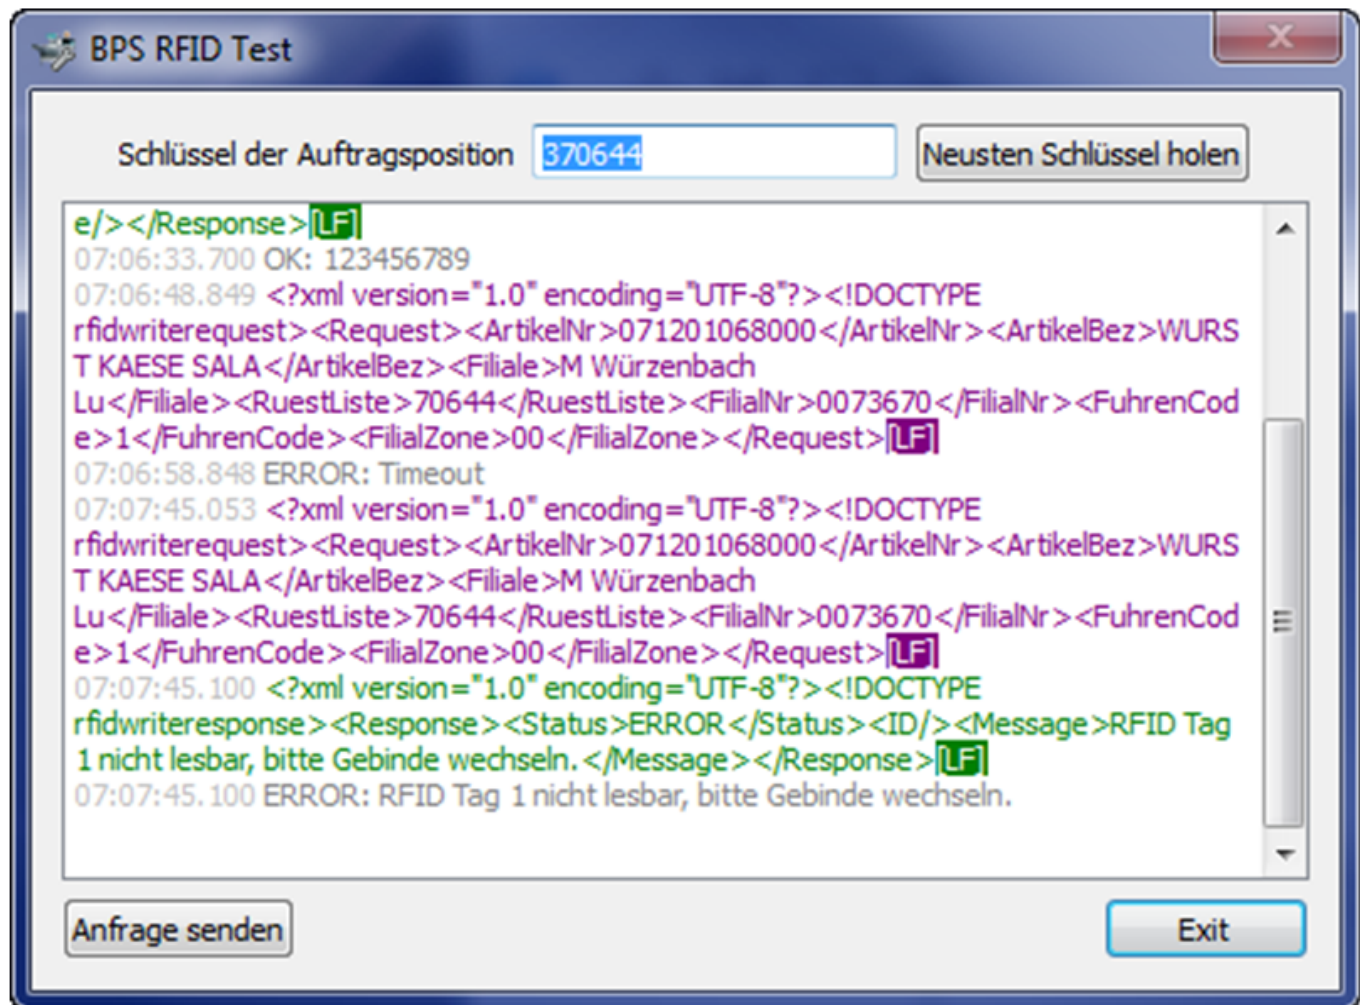 BPS RFID Test
Schlüssel der Auftragsposition 370644 Neusten Schlüssel holen
e/></Response>[LF]
07:06:33.700 OK: 123456789
07:06:48.849 <?xml version="1.0" encoding="UTF-8"?><!DOCTYPE
rfidwriterequest><Request><ArtikelNr>071201068000</ArtikelNr><ArtikelBez>WURS
T KAESE SALA</ArtikelBez><Filiale>M Würzenbach
Lu</Filiale><RuestListe>70644</RuestListe><FilialNr>0073670</FilialNr><FuhrenCod
e>1</FuhrenCode><FilialZone>00</FilialZone></Request>[LF]
07:06:58.848 ERROR: Timeout
07:07:45.053 <?xml version="1.0" encoding="UTF-8"?><!DOCTYPE
rfidwriterequest><Request><ArtikelNr>071201068000</ArtikelNr><ArtikelBez>WURS
T KAESE SALA</ArtikelBez><Filiale>M Würzenbach
Lu</Filiale><RuestListe>70644</RuestListe><FilialNr>0073670</FilialNr><FuhrenCod
e>1</FuhrenCode><FilialZone>00</FilialZone></Request>[LF]
07:07:45.100 <?xml version="1.0" encoding="UTF-8"?><!DOCTYPE
rfidwriteresponse><Response><Status>ERROR</Status><ID/><Message>RFID Tag
1 nicht lesbar, bitte Gebinde wechseln.</Message></Response>[LF]
07:07:45.100 ERROR: RFID Tag 1 nicht lesbar, bitte Gebinde wechseln.
Anfrage senden Exit